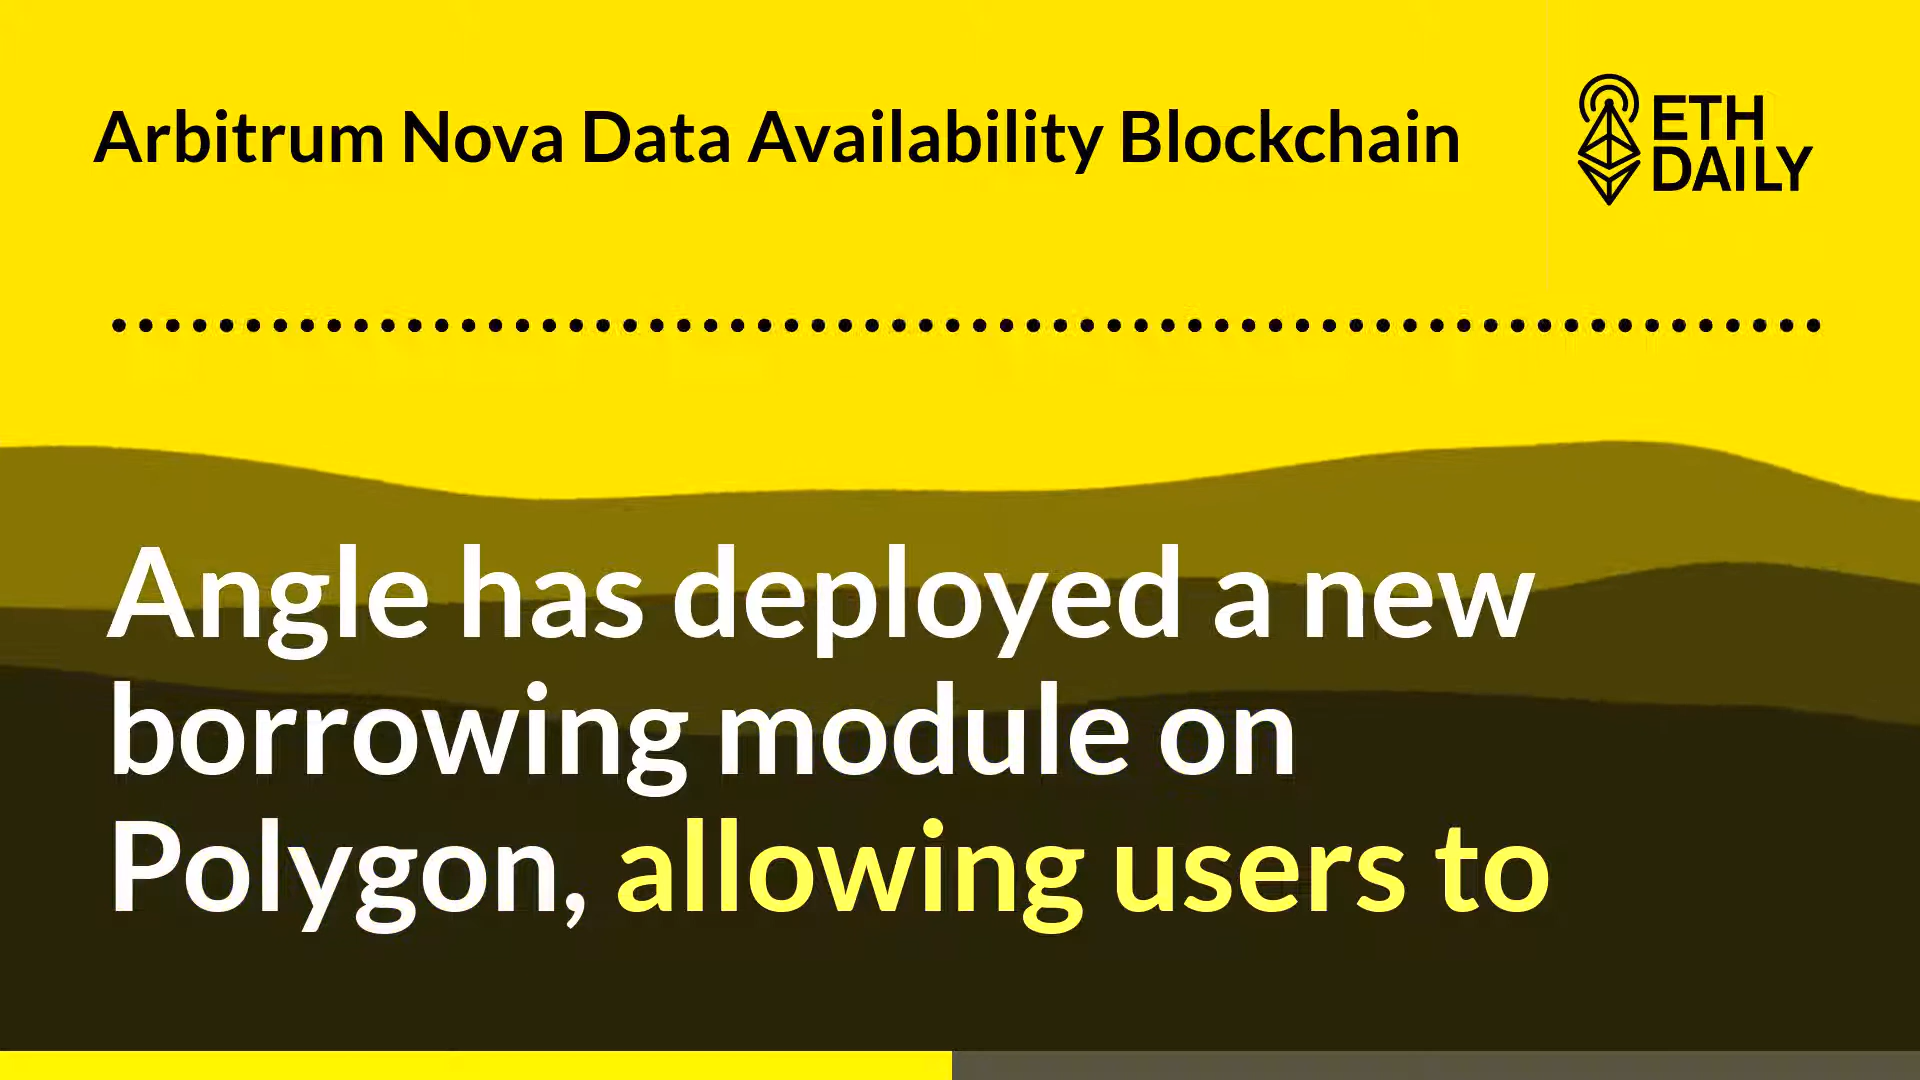 Arbitrum Nova Data Availability Blockchain
ETH
DAILY
Angle has deployed a new
borrowing module on
Polygon, allowing users to